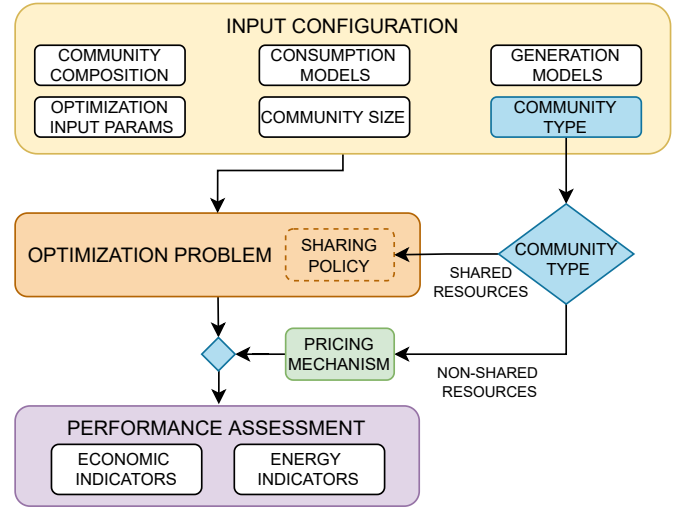 INPUT CONFIGURATION
COMMUNITY
COMPOSITION
CONSUMPTION
MODELS
GENERATION
MODELS
OPTIMIZATION
INPUT PARAMS
COMMUNITY SIZE
COMMUNITY
TYPE
OPTIMIZATION PROBLEM
SHARING
POLICY
COMMUNITY
TYPE
SHARED
RESOURCES
PRICING
MECHANISM
NON-SHARED
RESOURCES
PERFORMANCE ASSESSMENT
ECONOMIC
INDICATORS
ENERGY
INDICATORS